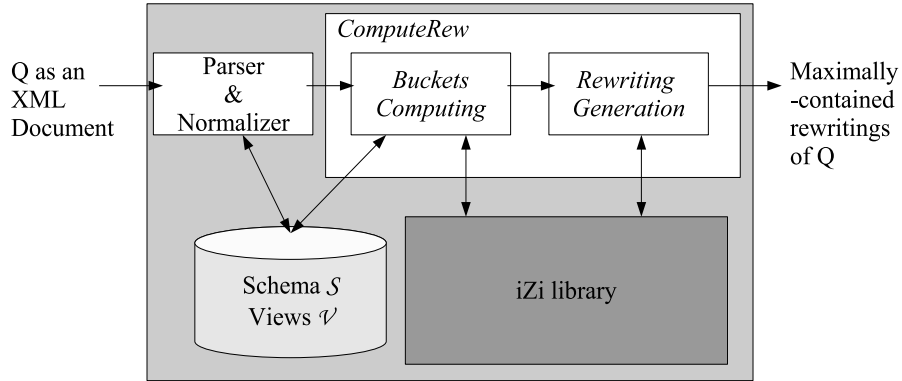 ComputeRew
Q as an
XML
Document
Parser
&
Normalizer
Buckets
Computing
Rewriting
Generation
Maximally
-contained
rewritings
of Q
Schema 𝒮
Views 𝒱
iZi library